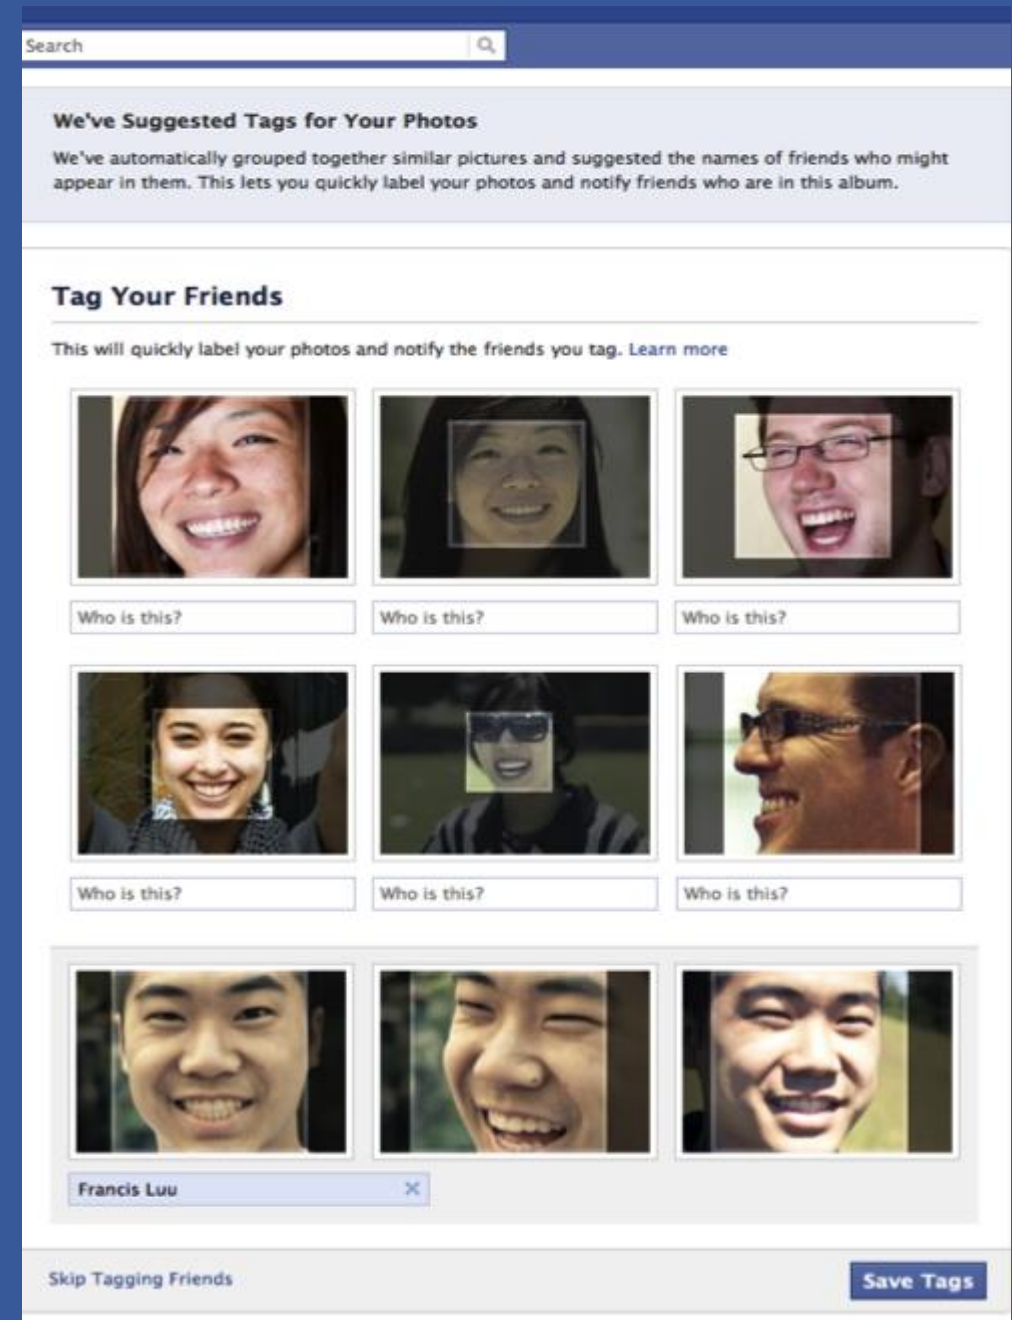 Search
We've Suggested Tags for Your Photos
We've automatically grouped together similar pictures and suggested the names of friends who might
appear in them. This lets you quickly label your photos and notify friends who are in this album.
Tag Your Friends
This will quickly label your photos and notify the friends you tag. Learn more
Who is this? Who is this? Who is this?
Who is this? Who is this? Who is this?
Francis Luu
Skip Tagging Friends Save Tags